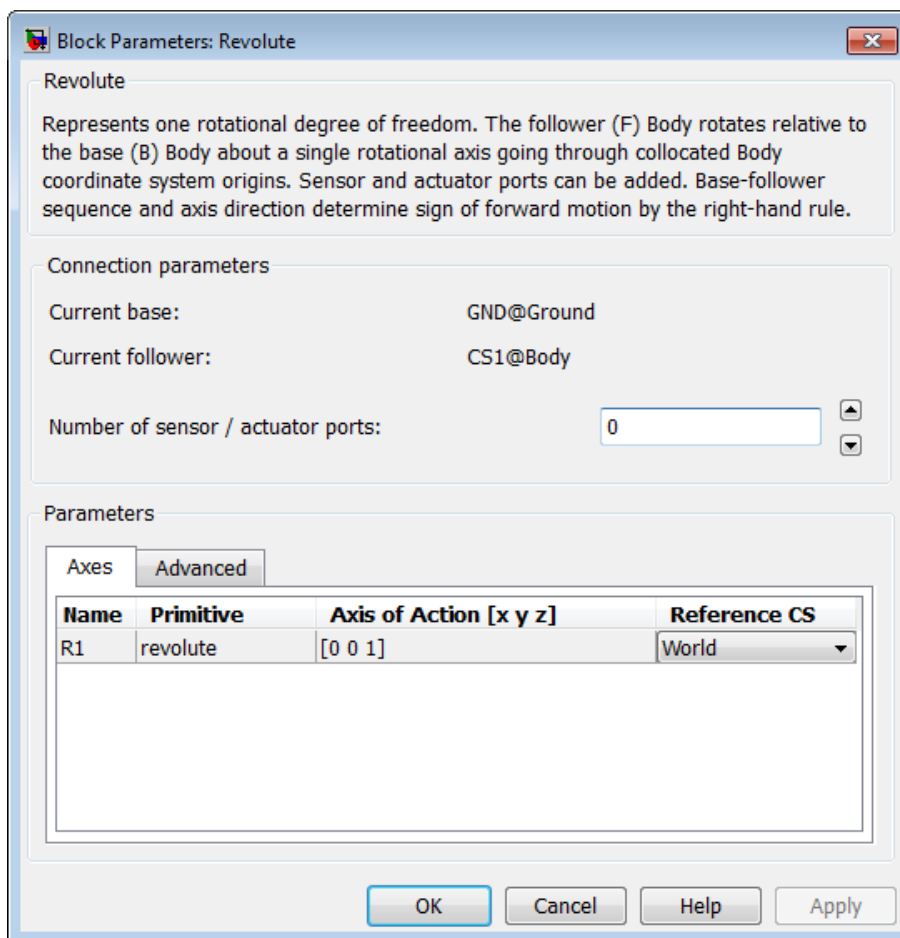 Block Parameters: Revolute
Revolute
Represents one rotational degree of freedom. The follower (F) Body rotates relative to
the base (B) Body about a single rotational axis going through collocated Body
coordinate system origins. Sensor and actuator ports can be added. Base-follower
sequence and axis direction determine sign of forward motion by the right-hand rule.
Connection parameters
Current base: GND@Ground
Current follower: CS1@Body
Number of sensor / actuator ports: 0
Parameters
Axes Advanced
Name Primitive Axis of Action [x y z] Reference CS
R1 revolute [0 0 1] World
OK Cancel Help Apply